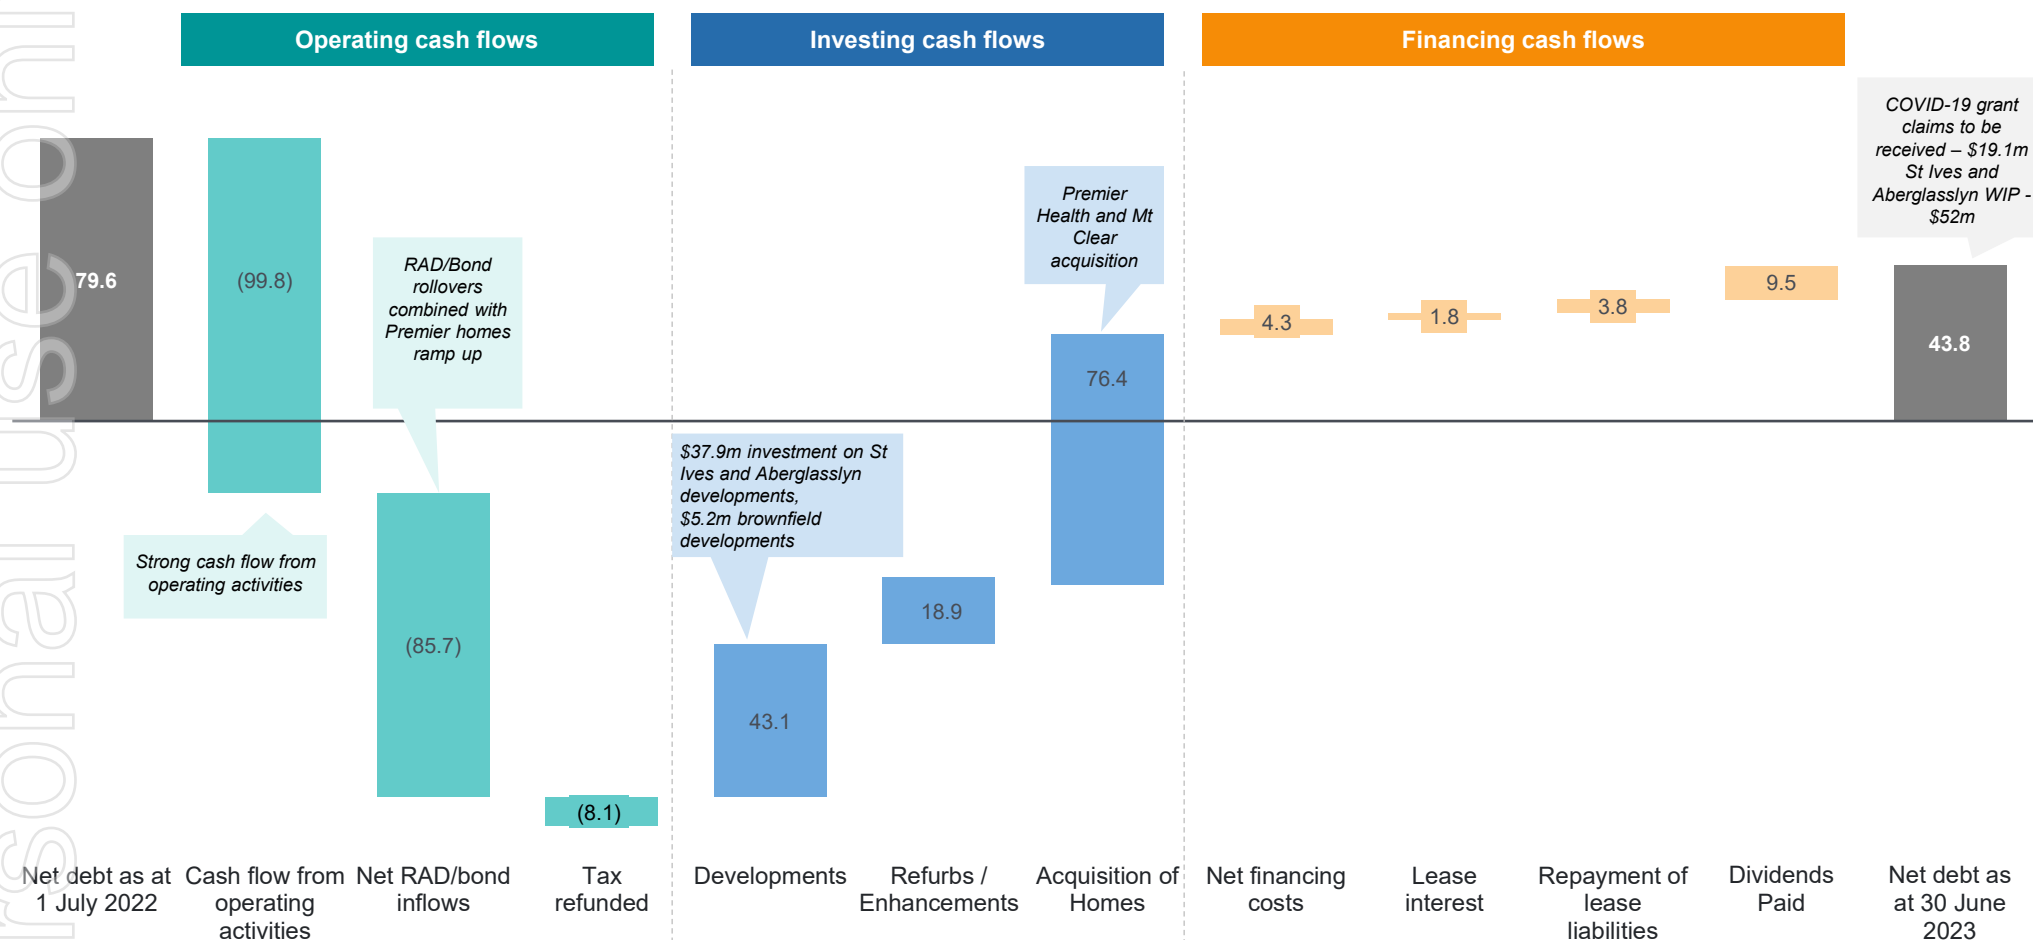 Operating cash flows
Investing cash flows
Financing cash flows
COVID-19 grant
claims to be
received – $19.1m
St Ives and
Aberglasslyn WIP -
$52m
Premier
Health and Mt
Clear
acquisition
RAD/Bond
rollovers
combined with
Premier homes
ramp up
79.6
(99.8)
4.3
1.8
3.8
9.5
43.8
76.4
$37.9m investment on St
Ives and Aberglasslyn
developments,
$5.2m brownfield
developments
Strong cash flow from
operating activities
18.9
(85.7)
43.1
(8.1)
Net debt as at
1 July 2022
Cash flow from
operating
activities
Net RAD/bond
inflows
Tax
refunded
Developments
Refurbs /
Enhancements
Acquisition of
Homes
Net financing
costs
Lease
interest
Repayment of
lease
liabilities
Dividends
Paid
Net debt as
at 30 June
2023
use